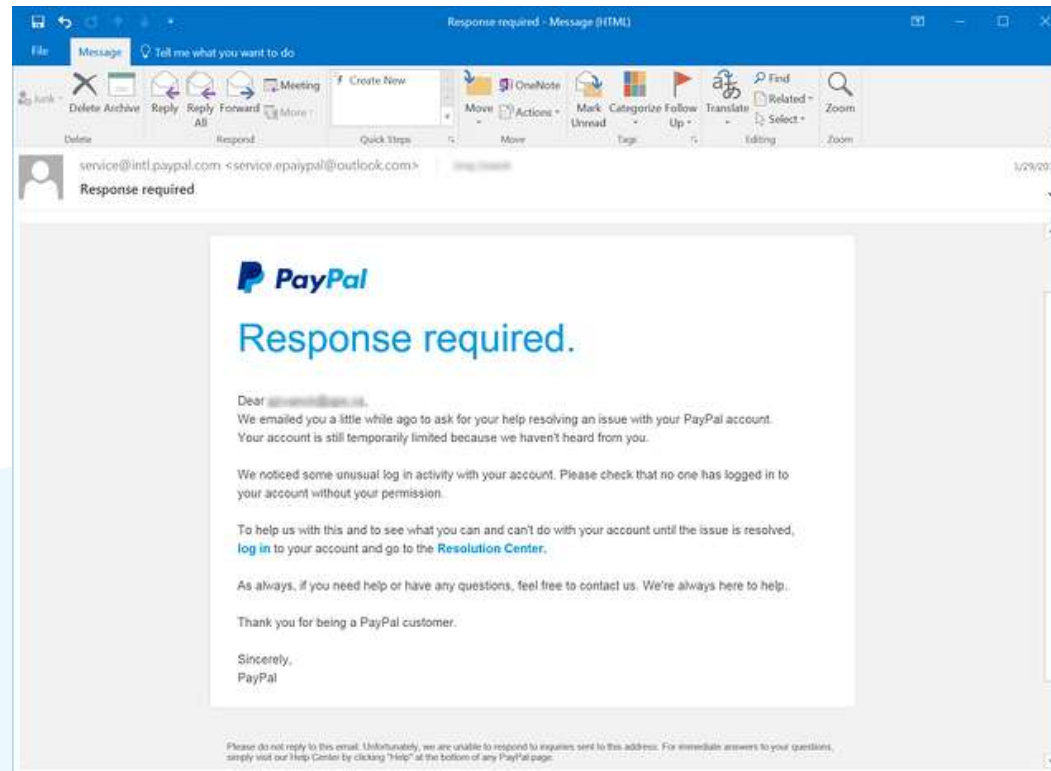 Response required - Message (HTML)
File Message Tell me what you want to do
Junk Delete Archive Reply Reply All Forward Meeting More Create New Move OneNote Actions Mark Unread Categorize Follow Up Translate Find Related Select Zoom
Delete Respond Quick Steps Move Tags Editing Zoom
service@intl.paypal.com <service.epaiypal@outlook.com>
Response required
PayPal
Response required.
Dear
We emailed you a little while ago to ask for your help resolving an issue with your PayPal account.
Your account is still temporarily limited because we haven't heard from you.
We noticed some unusual log in activity with your account. Please check that no one has logged in to
your account without your permission.
To help us with this and to see what you can and can't do with your account until the issue is resolved,
log in to your account and go to the Resolution Center.
As always, if you need help or have any questions, feel free to contact us. We're always here to help.
Thank you for being a PayPal customer.
Sincerely,
PayPal
Please do not reply to this email. Unfortunately, we are unable to respond to inquiries sent to this address. For immediate answers to your questions,
simply visit our Help Center by clicking "Help" at the bottom of any PayPal page.